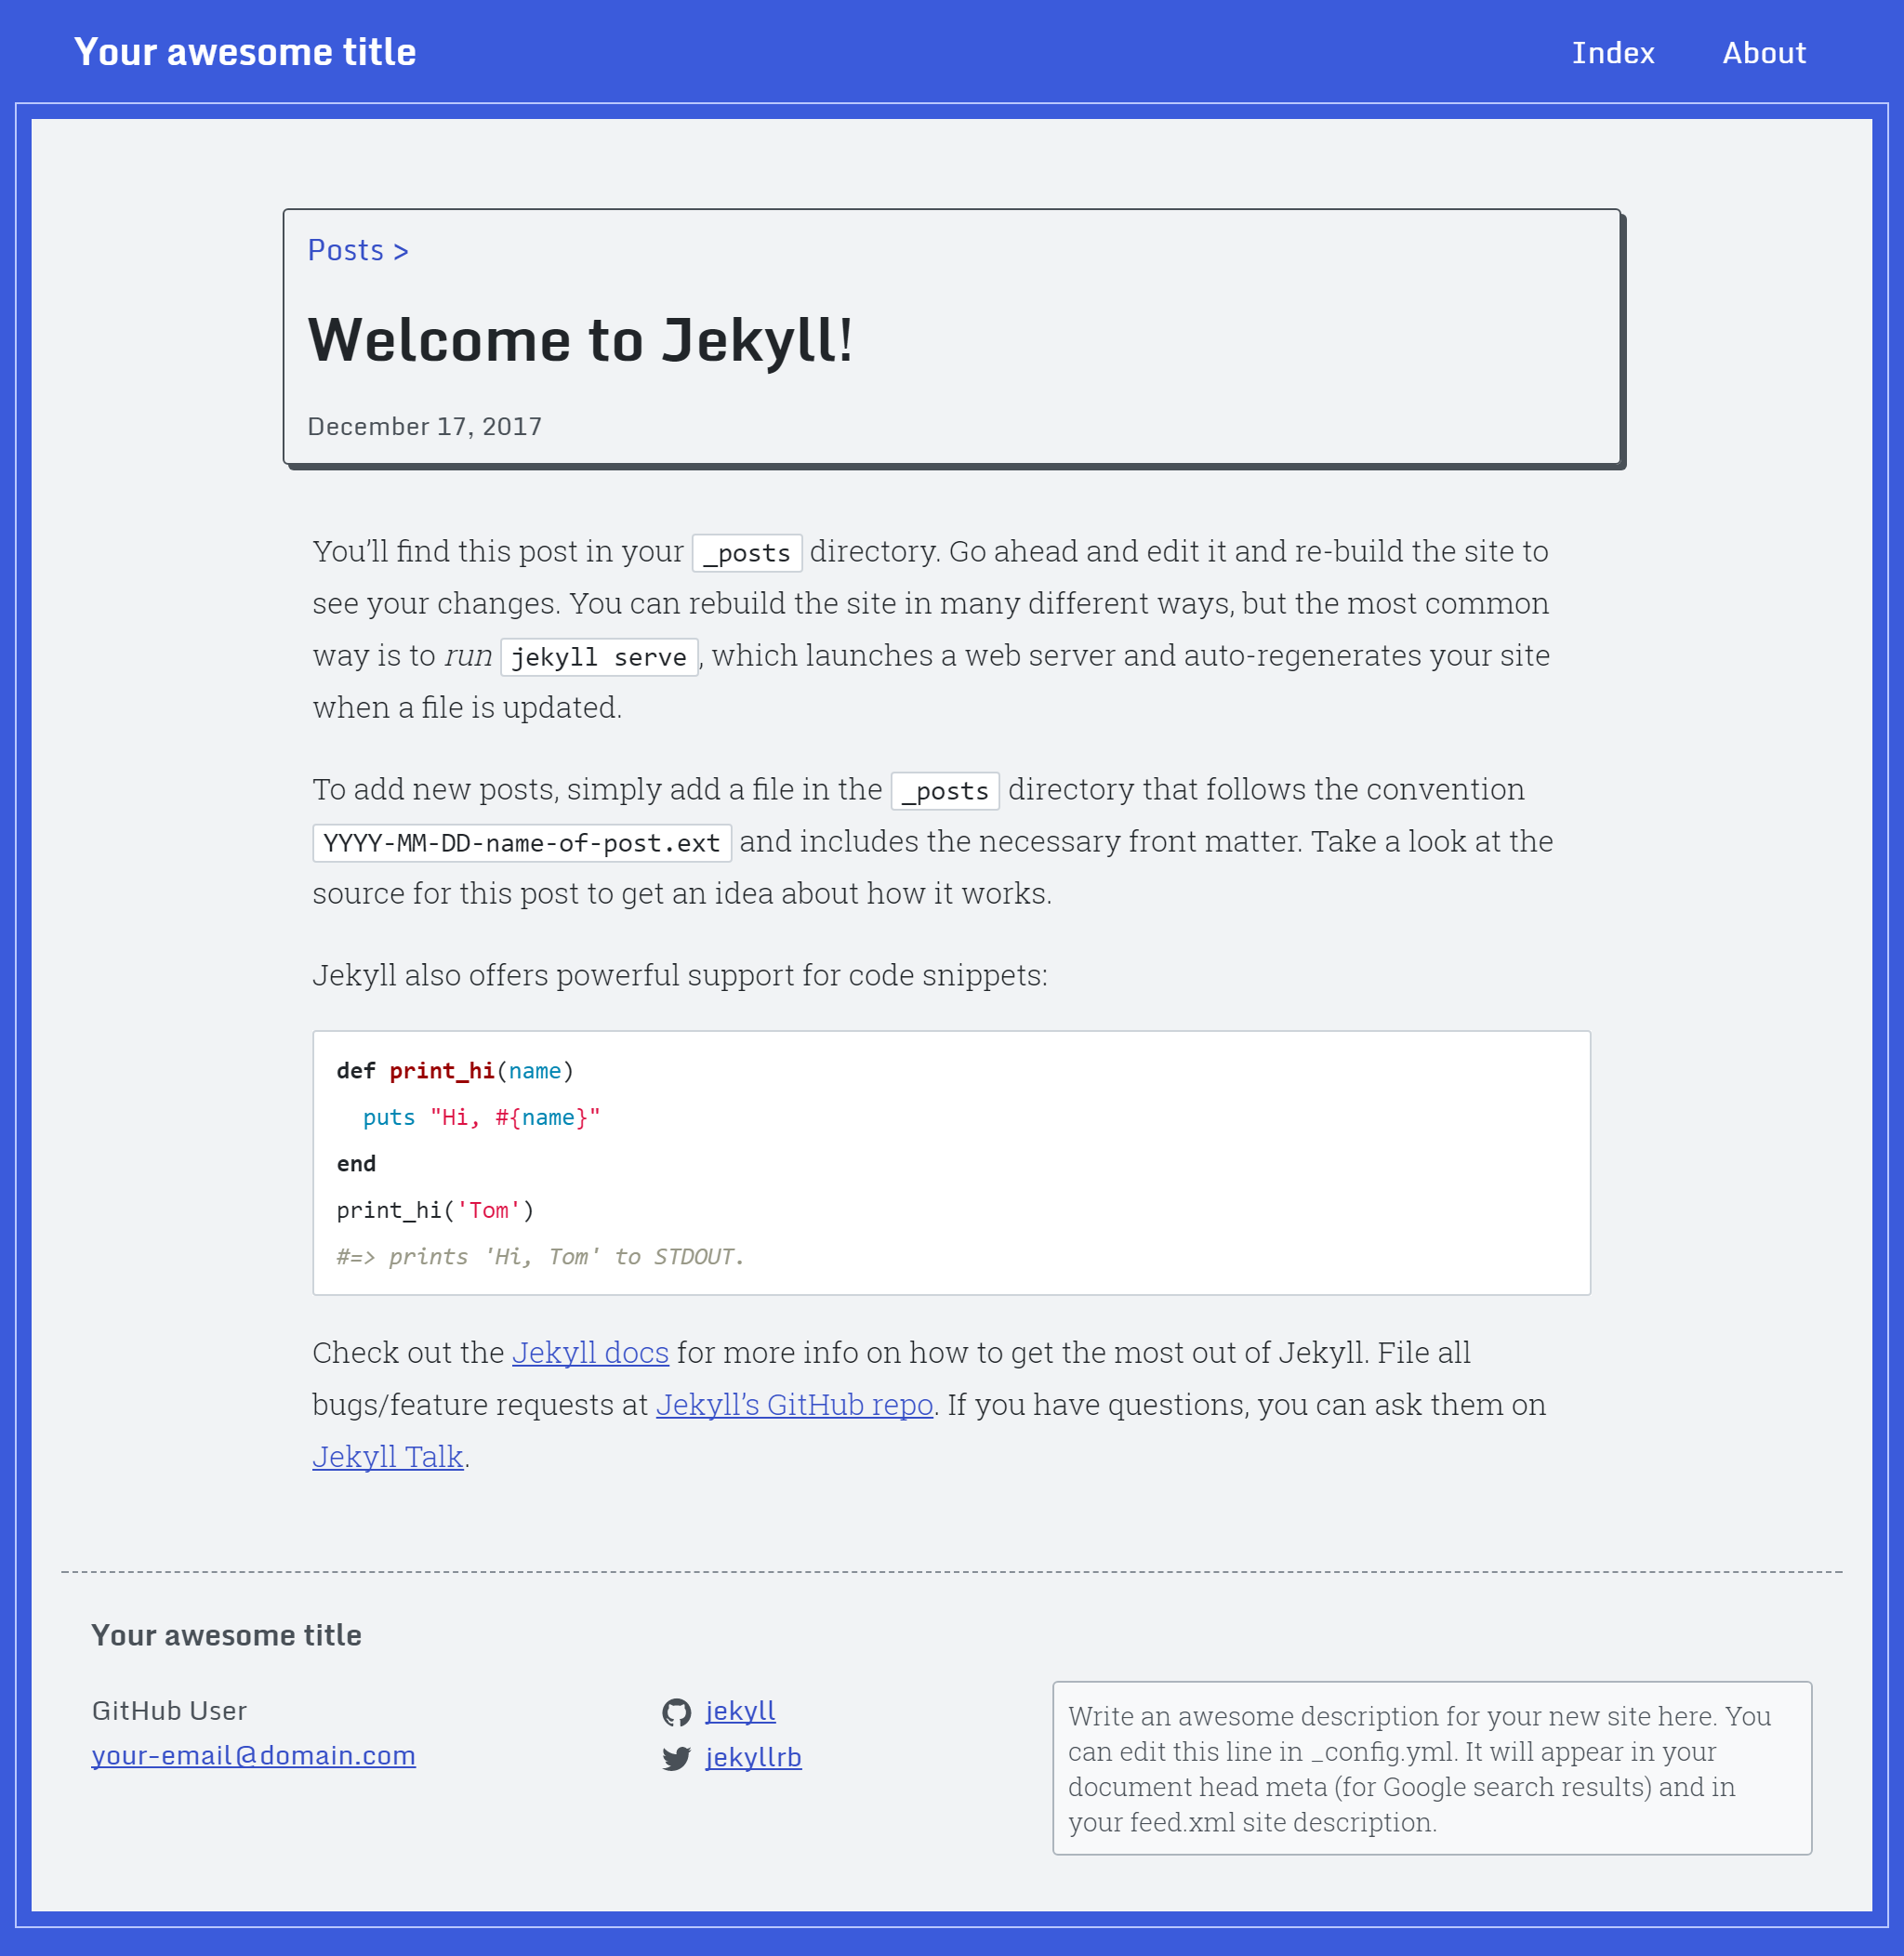 Your awesome title
Index
About
Posts >
Welcome to Jekyll!
December 17, 2017
You’ll find this post in your _posts directory. Go ahead and edit it and re-build the site to
see your changes. You can rebuild the site in many different ways, but the most common
way is to run jekyll serve, which launches a web server and auto-regenerates your site
when a file is updated.
To add new posts, simply add a file in the _posts directory that follows the convention
YYYY-MM-DD-name-of-post.ext and includes the necessary front matter. Take a look at the
source for this post to get an idea about how it works.
Jekyll also offers powerful support for code snippets:
def print_hi(name)
  puts "Hi, #{name}"
end
print_hi('Tom')
#=> prints 'Hi, Tom' to STDOUT.
Check out the Jekyll docs for more info on how to get the most out of Jekyll. File all
bugs/feature requests at Jekyll’s GitHub repo. If you have questions, you can ask them on
Jekyll Talk.
Your awesome title
GitHub User
your-email@domain.com
jekyll
jekyllrb
Write an awesome description for your new site here. You
can edit this line in _config.yml. It will appear in your
document head meta (for Google search results) and in
your feed.xml site description.